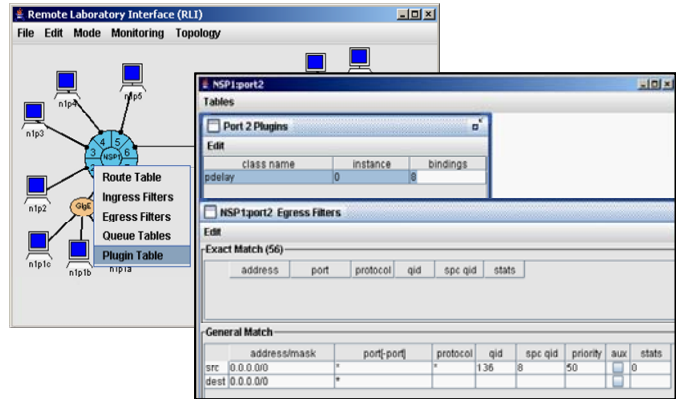 Remote Laboratory Interface (RLI)
File Edit Mode Monitoring Topology
n1p4
n1p5
n1p3
4 5
3 6
NSP1
n1p2
GigE
n1p1c
n1p1b
n1p1a
Route Table
Ingress Filters
Egress Filters
Queue Tables
Plugin Table
NSP1:port2
Tables
Port 2 Plugins
Edit
class name instance bindings
pdelay 0 8
NSP1:port2 Egress Filters
Edit
Exact Match (56)
address port protocol qid spc qid stats
General Match
address/mask port[-port] protocol qid spc qid priority aux stats
src 0.0.0.0/0 * * 136 8 50 0
dest 0.0.0.0/0 *